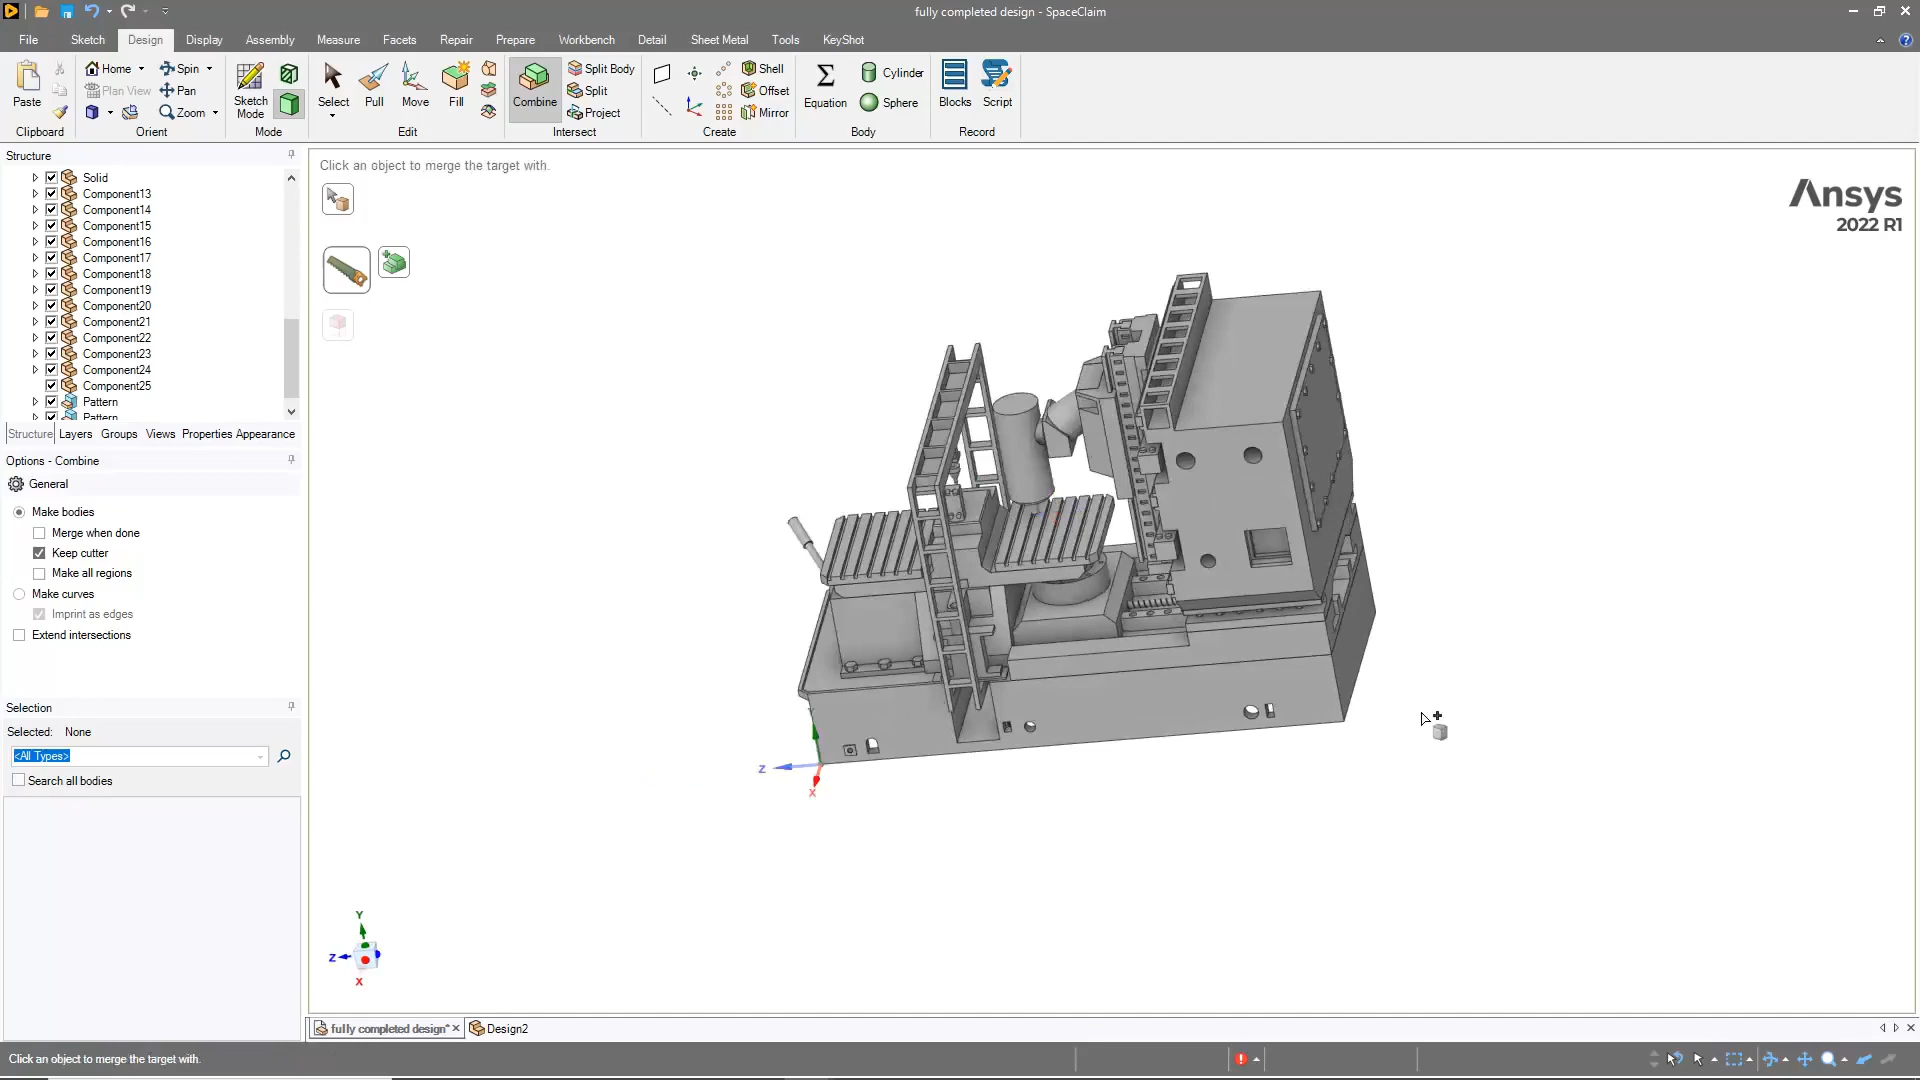 fully completed design - SpaceClaim
File Sketch Design Display Assembly Measure Facets Repair Prepare Workbench Detail Sheet Metal Tools KeyShot
Paste
Clipboard
Home
Spin
Plan View
Pan
Zoom
Orient
Sketch
Mode
Mode
Select
Pull
Move
Fill
Edit
Combine
Split Body
Split
Project
Intersect
Shell
Offset
Mirror
Create
Equation
Cylinder
Sphere
Body
Blocks
Script
Record
Structure
Solid
Component13
Component14
Component15
Component16
Component17
Component18
Component19
Component20
Component21
Component22
Component23
Component24
Component25
Pattern
Pattern
Structure Layers Groups Views Properties Appearance
Options - Combine
General
Make bodies
Merge when done
Keep cutter
Make all regions
Make curves
Imprint as edges
Extend intersections
Selection
Selected: None
<All Types>
Search all bodies
Click an object to merge the target with.
Ansys
2022 R1
Y
Z
X
Y
Z
X
fully completed design*
Design2
Click an object to merge the target with.